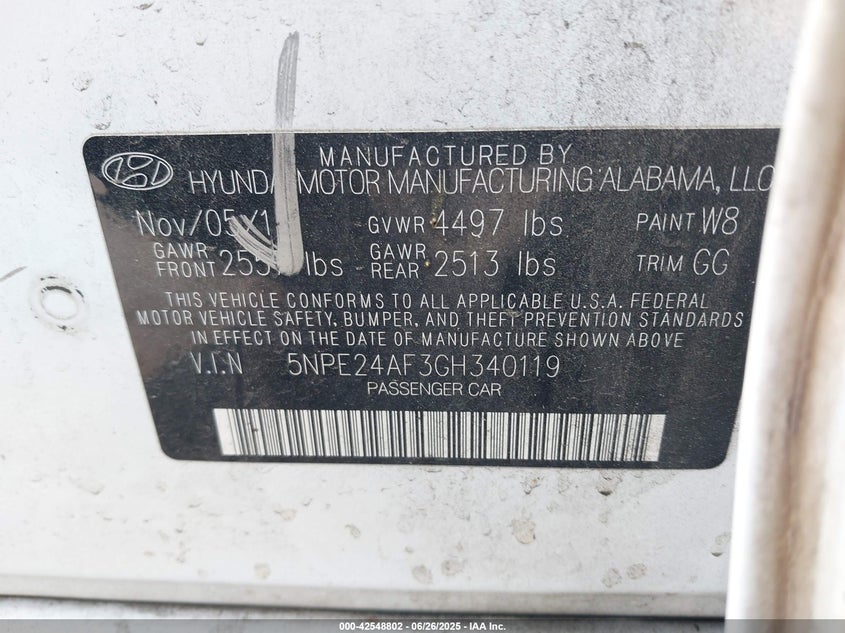 MANUFACTURED BY
HYUNDAI MOTOR MANUFACTURING ALABAMA, LLC
GVWR 4497 lbs PAINT W8
GAWR FRONT lbs GAWR REAR 2513 lbs TRIM GG
THIS VEHICLE CONFORMS TO ALL APPLICABLE U.S.A. FEDERAL
MOTOR VEHICLE SAFETY, BUMPER, AND THEFT PREVENTION STANDARDS
IN EFFECT ON THE DATE OF MANUFACTURE SHOWN ABOVE.
V.I.N 5NPE24AF3GH340119
PASSENGER CAR
000-42548802 - 06/26/2025 - IAA Inc.